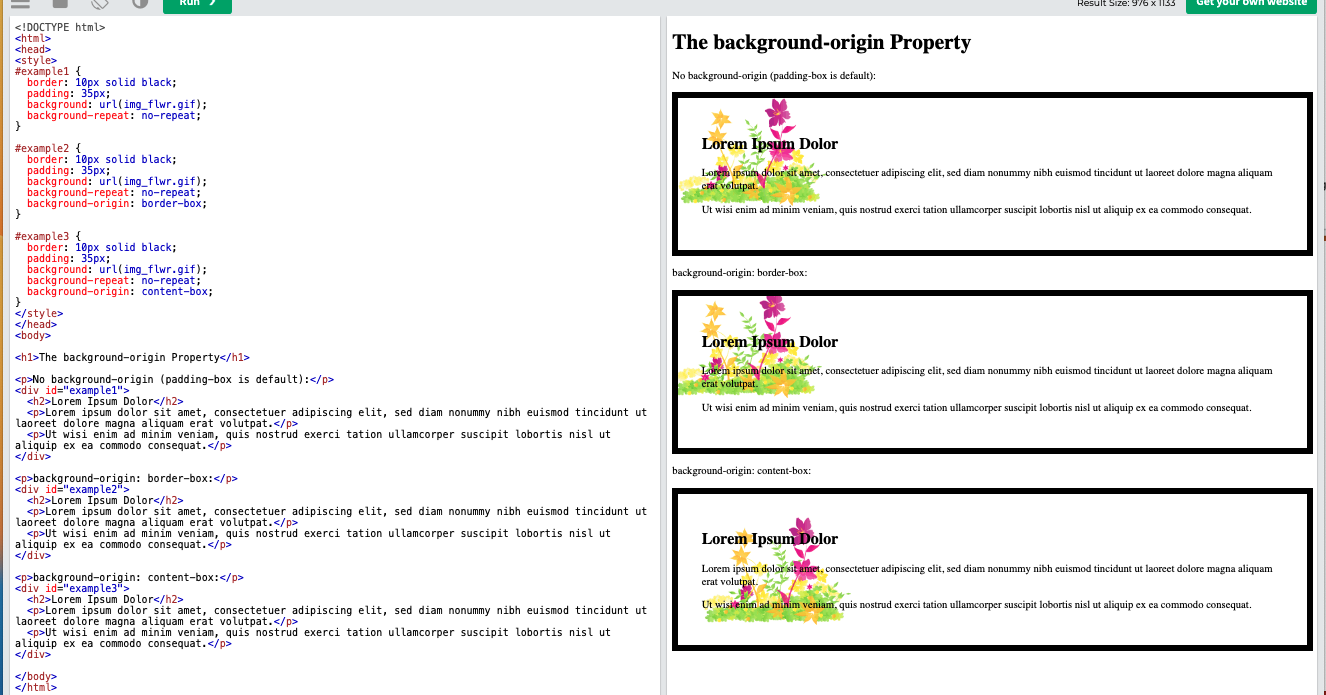 Run ❯
Result Size: 976 x 1133
Get your own website
<!DOCTYPE html>
<html>
<head>
<style>
#example1 {
  border: 10px solid black;
  padding: 35px;
  background: url(img_flwr.gif);
  background-repeat: no-repeat;
}

#example2 {
  border: 10px solid black;
  padding: 35px;
  background: url(img_flwr.gif);
  background-repeat: no-repeat;
  background-origin: border-box;
}

#example3 {
  border: 10px solid black;
  padding: 35px;
  background: url(img_flwr.gif);
  background-repeat: no-repeat;
  background-origin: content-box;
}
</style>
</head>
<body>

<h1>The background-origin Property</h1>

<p>No background-origin (padding-box is default):</p>
<div id="example1">
  <h2>Lorem Ipsum Dolor</h2>
  <p>Lorem ipsum dolor sit amet, consectetuer adipiscing elit, sed diam nonummy nibh euismod tincidunt ut
laoreet dolore magna aliquam erat volutpat.</p>
  <p>Ut wisi enim ad minim veniam, quis nostrud exerci tation ullamcorper suscipit lobortis nisl ut
aliquip ex ea commodo consequat.</p>
</div>

<p>background-origin: border-box:</p>
<div id="example2">
  <h2>Lorem Ipsum Dolor</h2>
  <p>Lorem ipsum dolor sit amet, consectetuer adipiscing elit, sed diam nonummy nibh euismod tincidunt ut
laoreet dolore magna aliquam erat volutpat.</p>
  <p>Ut wisi enim ad minim veniam, quis nostrud exerci tation ullamcorper suscipit lobortis nisl ut
aliquip ex ea commodo consequat.</p>
</div>

<p>background-origin: content-box:</p>
<div id="example3">
  <h2>Lorem Ipsum Dolor</h2>
  <p>Lorem ipsum dolor sit amet, consectetuer adipiscing elit, sed diam nonummy nibh euismod tincidunt ut
laoreet dolore magna aliquam erat volutpat.</p>
  <p>Ut wisi enim ad minim veniam, quis nostrud exerci tation ullamcorper suscipit lobortis nisl ut
aliquip ex ea commodo consequat.</p>
</div>

</body>
</html>
The background-origin Property
No background-origin (padding-box is default):
Lorem Ipsum Dolor
Lorem ipsum dolor sit amet, consectetuer adipiscing elit, sed diam nonummy nibh euismod tincidunt ut laoreet dolore magna aliquam
erat volutpat.
Ut wisi enim ad minim veniam, quis nostrud exerci tation ullamcorper suscipit lobortis nisl ut aliquip ex ea commodo consequat.
background-origin: border-box:
Lorem Ipsum Dolor
Lorem ipsum dolor sit amet, consectetuer adipiscing elit, sed diam nonummy nibh euismod tincidunt ut laoreet dolore magna aliquam
erat volutpat.
Ut wisi enim ad minim veniam, quis nostrud exerci tation ullamcorper suscipit lobortis nisl ut aliquip ex ea commodo consequat.
background-origin: content-box:
Lorem Ipsum Dolor
Lorem ipsum dolor sit amet, consectetuer adipiscing elit, sed diam nonummy nibh euismod tincidunt ut laoreet dolore magna aliquam
erat volutpat.
Ut wisi enim ad minim veniam, quis nostrud exerci tation ullamcorper suscipit lobortis nisl ut aliquip ex ea commodo consequat.